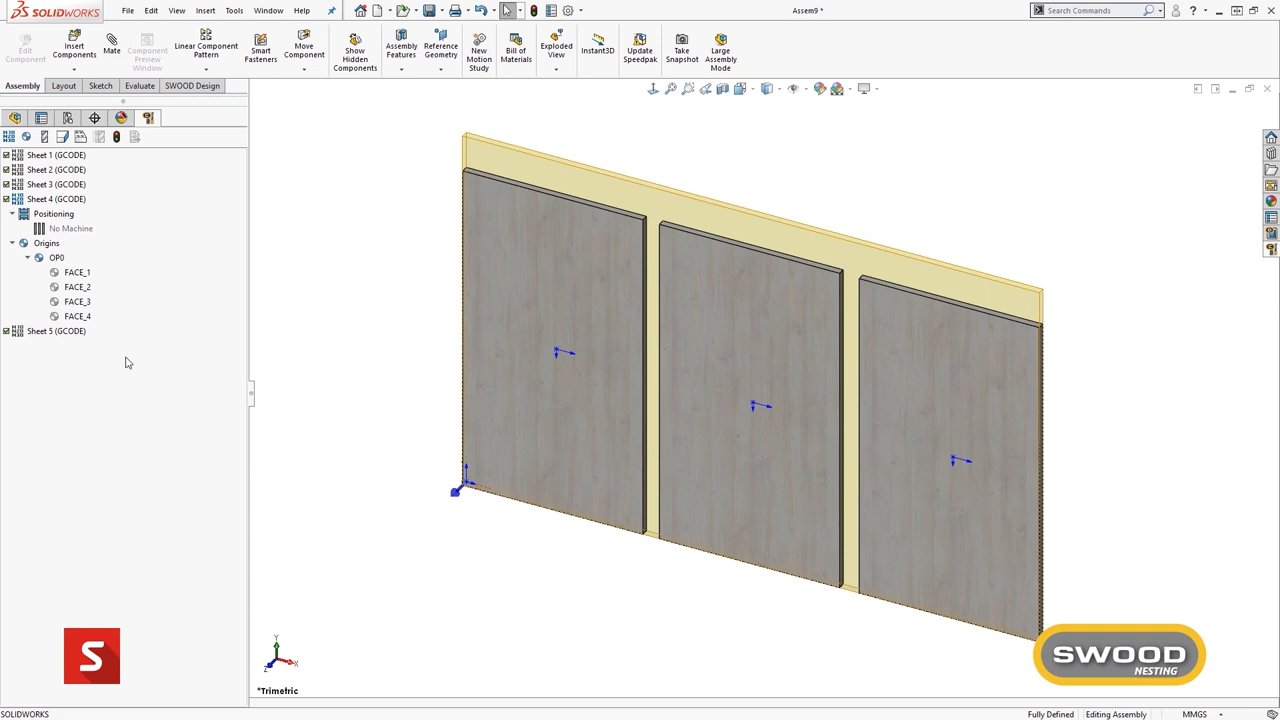 SOLIDWORKS File Edit View Insert Tools Window Help Assem9 * Search Commands
Edit Component
Insert Components
Mate
Component Preview Window
Linear Component Pattern
Smart Fasteners
Move Component
Show Hidden Components
Assembly Features
Reference Geometry
New Motion Study
Bill of Materials
Exploded View
Instant3D
Update Speedpak
Take Snapshot
Large Assembly Mode
Assembly Layout Sketch Evaluate SWOOD Design
Sheet 1 (GCODE)
Sheet 2 (GCODE)
Sheet 3 (GCODE)
Sheet 4 (GCODE)
Positioning
No Machine
Origins
OP0
FACE_1
FACE_2
FACE_3
FACE_4
Sheet 5 (GCODE)
Y
X
Z
*Trimetric
S
SWOOD
NESTING
SOLIDWORKS Fully Defined Editing Assembly MMGS